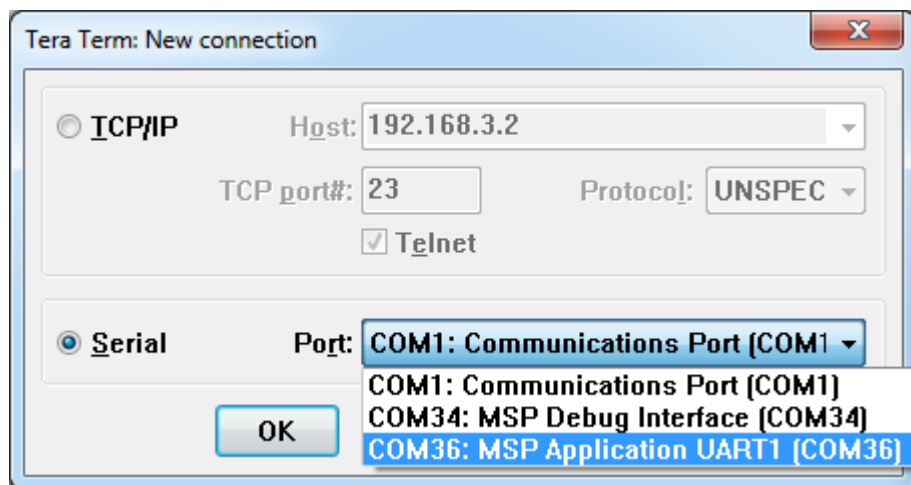 Tera Term: New connection
TCP/IP Host: 192.168.3.2
TCP port#: 23 Protocol: UNSPEC
Telnet
Serial Port: COM1: Communications Port (COM1
COM1: Communications Port (COM1)
COM34: MSP Debug Interface (COM34)
OK
COM36: MSP Application UART1 (COM36)